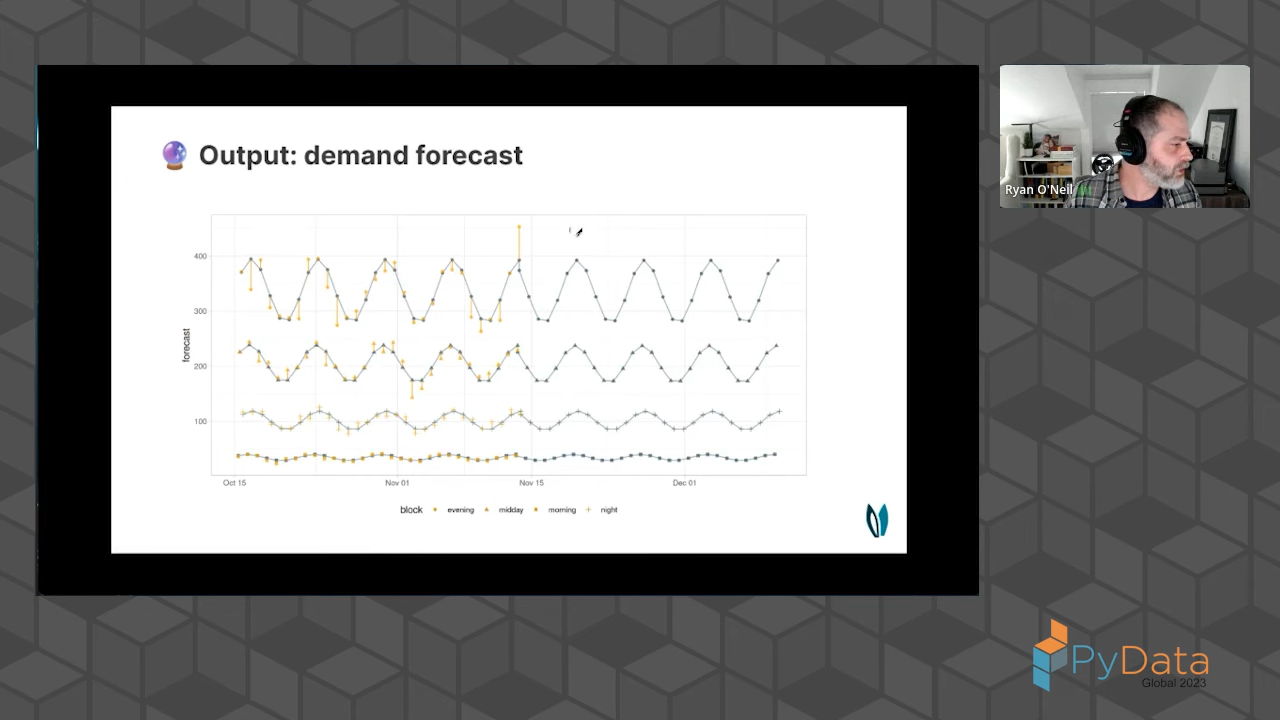 Output: demand forecast
400
300
200
100
forecast
Oct 15
Nov 01
Nov 15
Dec 01
block evening midday morning night
Ryan O'Neil
PyData
Global 2023